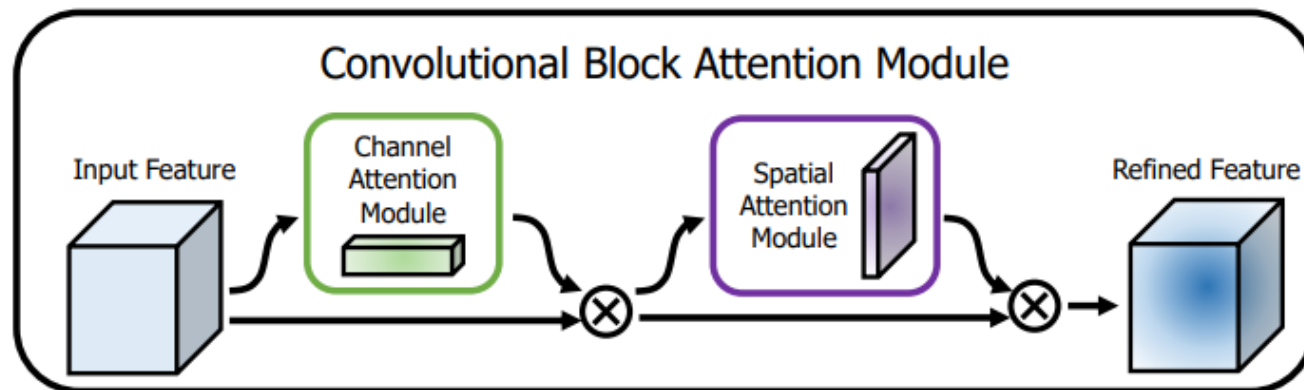 Convolutional Block Attention Module
Input Feature
Channel
Attention
Module
Spatial
Attention
Module
Refined Feature